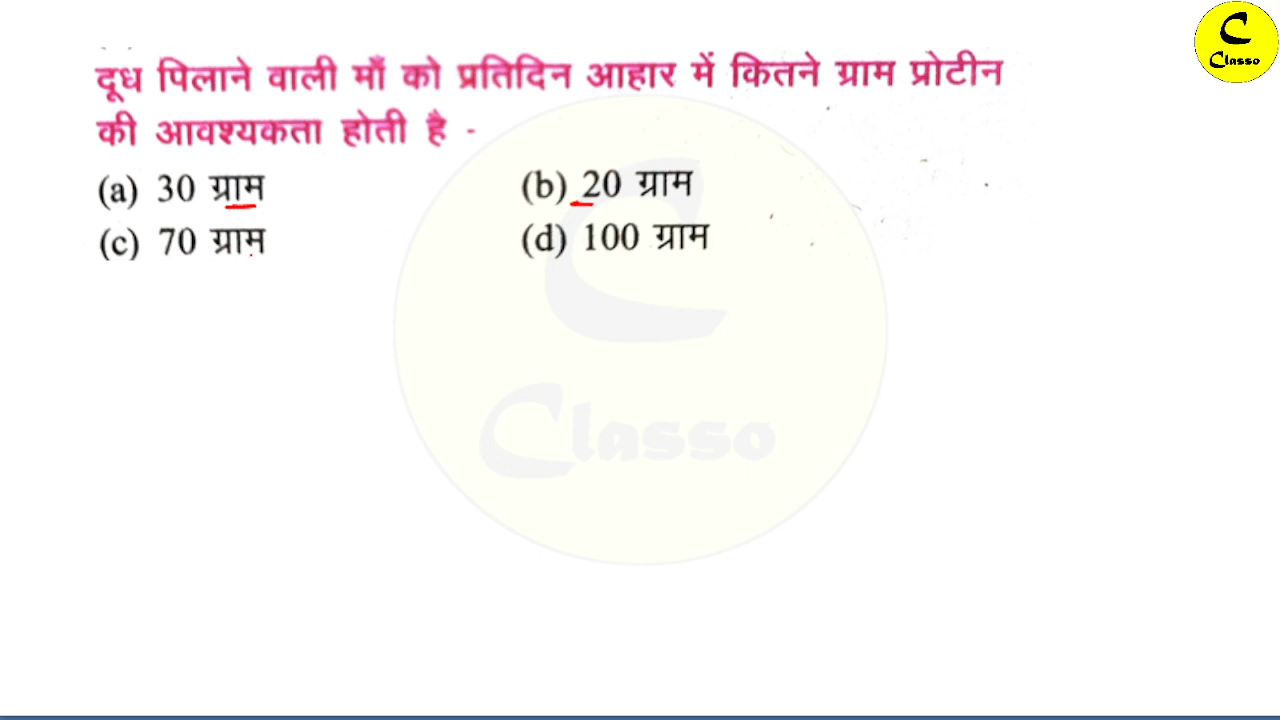 C
Classo
दूध पिलाने वाली माँ को प्रतिदिन आहार में कितने ग्राम प्रोटीन
की आवश्यकता होती है -
(a) 30 ग्राम (b) 20 ग्राम
(c) 70 ग्राम (d) 100 ग्राम
C
Classo